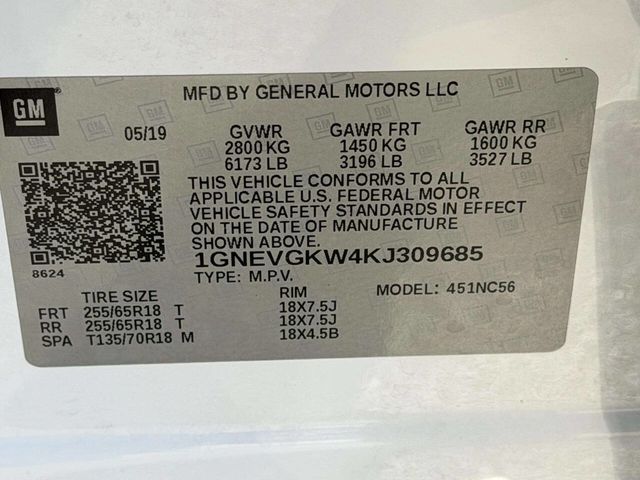 GM
MFD BY GENERAL MOTORS LLC
05/19 GVWR GAWR FRT GAWR RR
2800 KG 1450 KG 1600 KG
6173 LB 3196 LB 3527 LB
THIS VEHICLE CONFORMS TO ALL
APPLICABLE U.S. FEDERAL MOTOR
VEHICLE SAFETY STANDARDS IN EFFECT
ON THE DATE OF MANUFACTURE
SHOWN ABOVE.
8624
1GNEVGKW4KJ309685
TYPE: M.P.V.
TIRE SIZE RIM MODEL: 451NC56
FRT 255/65R18 T 18X7.5J
RR 255/65R18 T 18X7.5J
SPA T135/70R18 M 18X4.5B